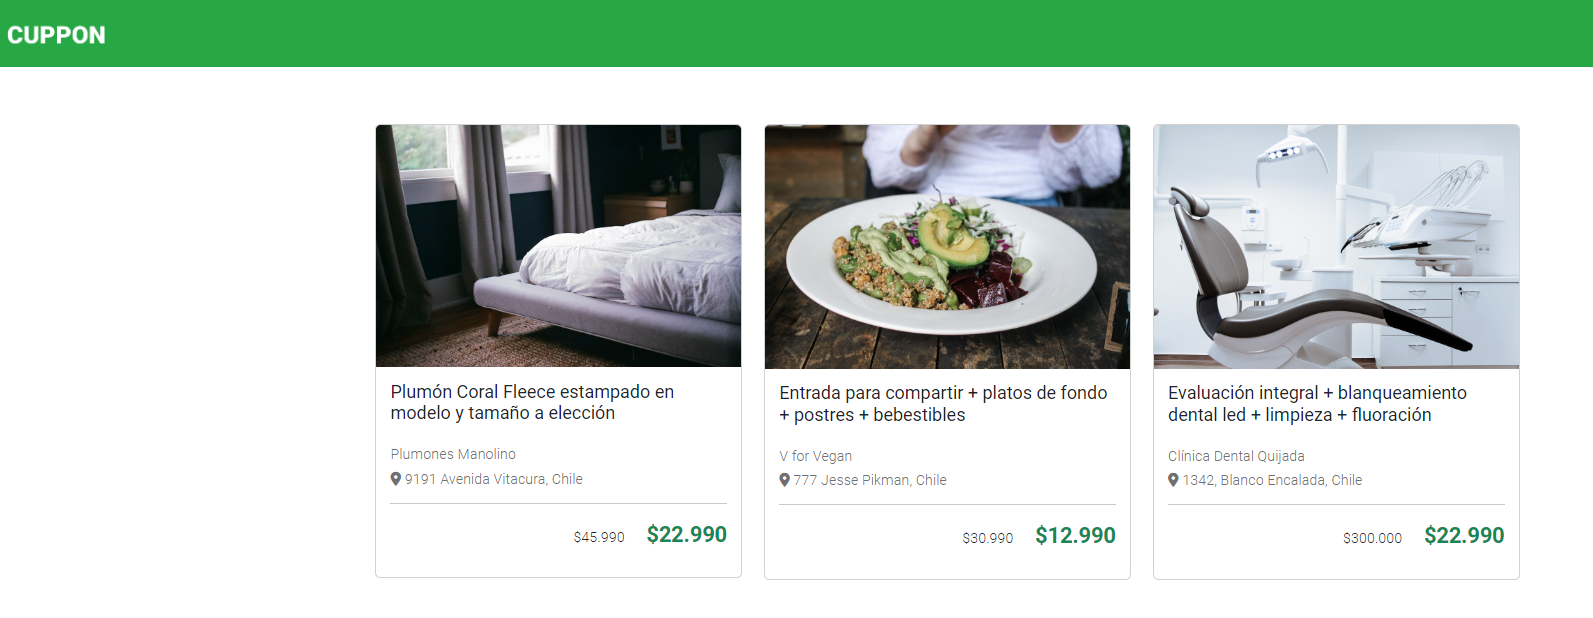 CUPPON
Plumón Coral Fleece estampado en
modelo y tamaño a elección
Plumones Manolino
9191 Avenida Vitacura, Chile
$45.990 $22.990
Entrada para compartir + platos de fondo
+ postres + bebestibles
V for Vegan
777 Jesse Pikman, Chile
$30.990 $12.990
Evaluación integral + blanqueamiento
dental led + limpieza + fluoración
Clínica Dental Quijada
1342, Blanco Encalada, Chile
$300.000 $22.990